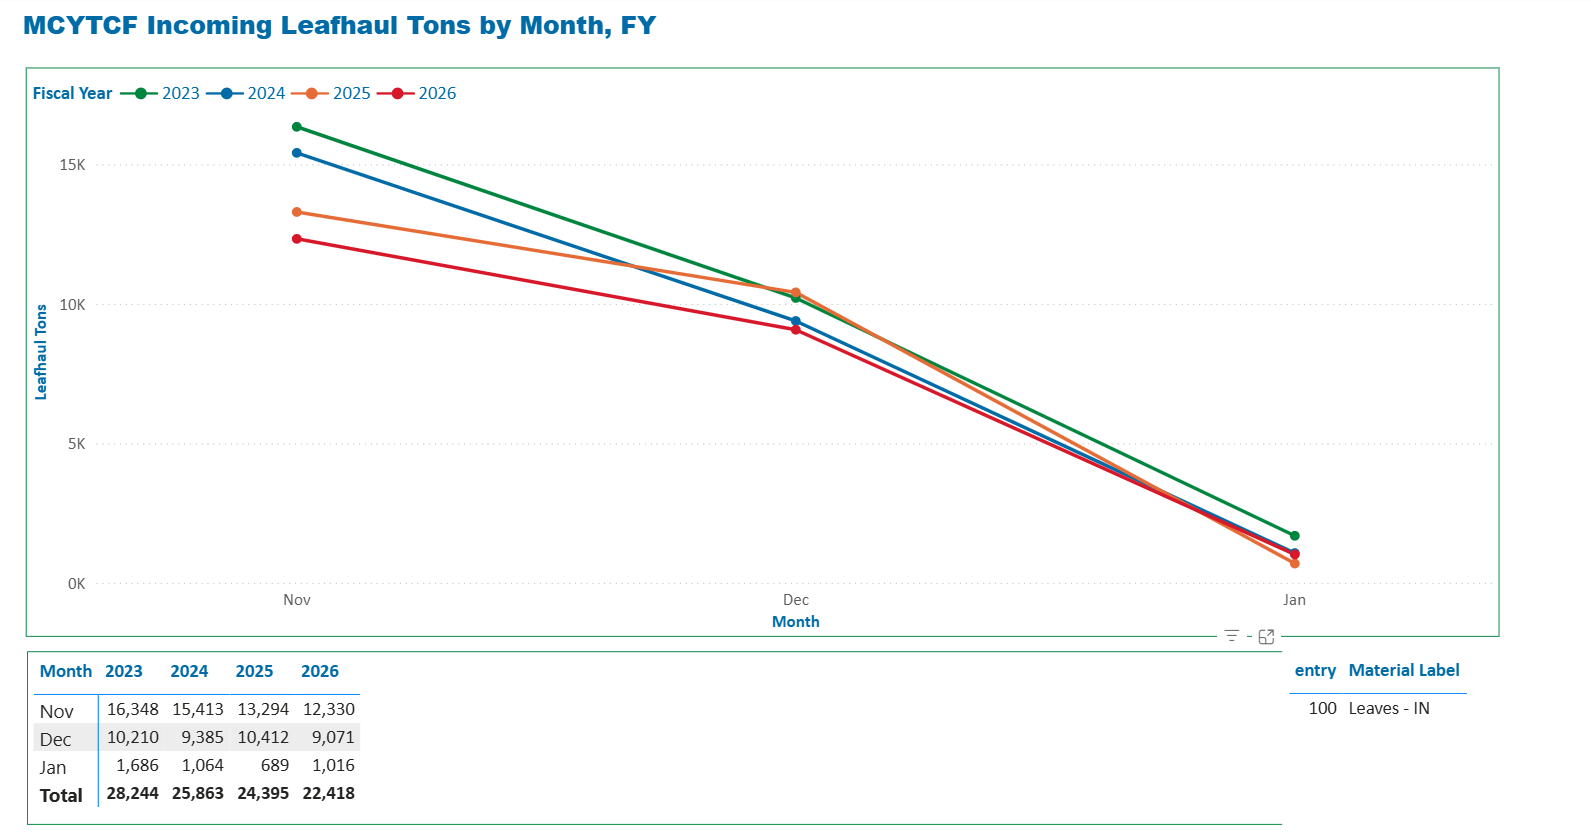 MCYTCF Incoming Leafhaul Tons by Month, FY
Fiscal Year 2023 2024 2025 2026
15K
10K
5K
0K
Leafhaul Tons
Nov Dec Jan
Month
Month 2023 2024 2025 2026
Nov 16,348 15,413 13,294 12,330
Dec 10,210 9,385 10,412 9,071
Jan 1,686 1,064 689 1,016
Total 28,244 25,863 24,395 22,418
entry Material Label
100 Leaves - IN